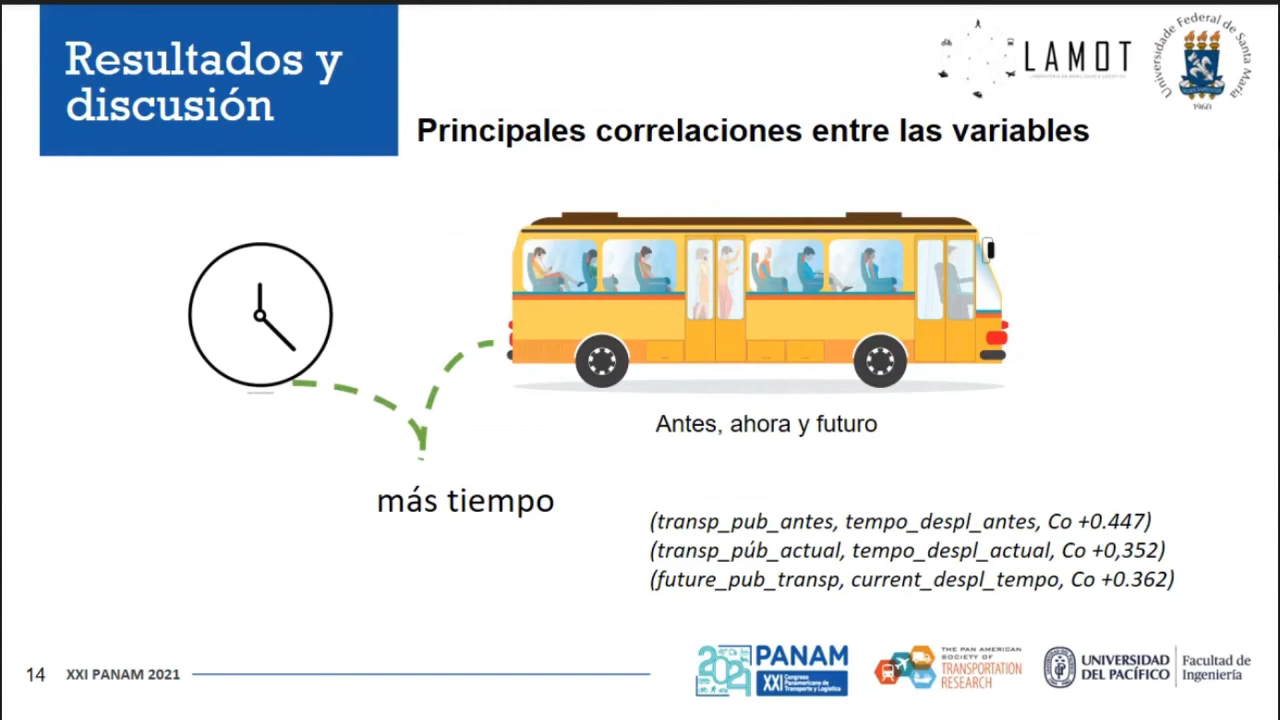 Resultados y
discusión
LAMOT
Universidade Federal de Santa Maria
1960
Principales correlaciones entre las variables
Antes, ahora y futuro
más tiempo
(transp_pub_antes, tempo_despl_antes, Co +0.447)
(transp_púb_actual, tempo_despl_actual, Co +0,352)
(future_pub_transp, current_despl_tempo, Co +0.362)
14
XXI PANAM 2021
2021
PANAM
XXI
Congreso
Panamericano de
Transporte y Logística
THE PAN AMERICAN
SOCIETY OF
TRANSPORTATION
RESEARCH
UNIVERSIDAD
DEL PACÍFICO
Facultad de
Ingeniería